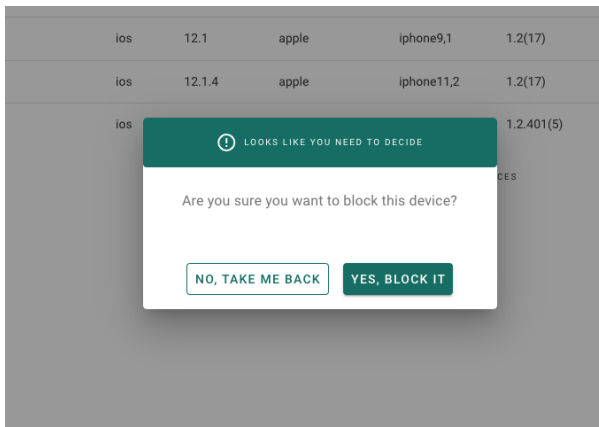 ios 12.1 apple iphone9,1 1.2(17)
ios 12.1.4 apple iphone11,2 1.2(17)
ios 1.2.401(5)
LOOKS LIKE YOU NEED TO DECIDE
CES
Are you sure you want to block this device?
NO, TAKE ME BACK YES, BLOCK IT